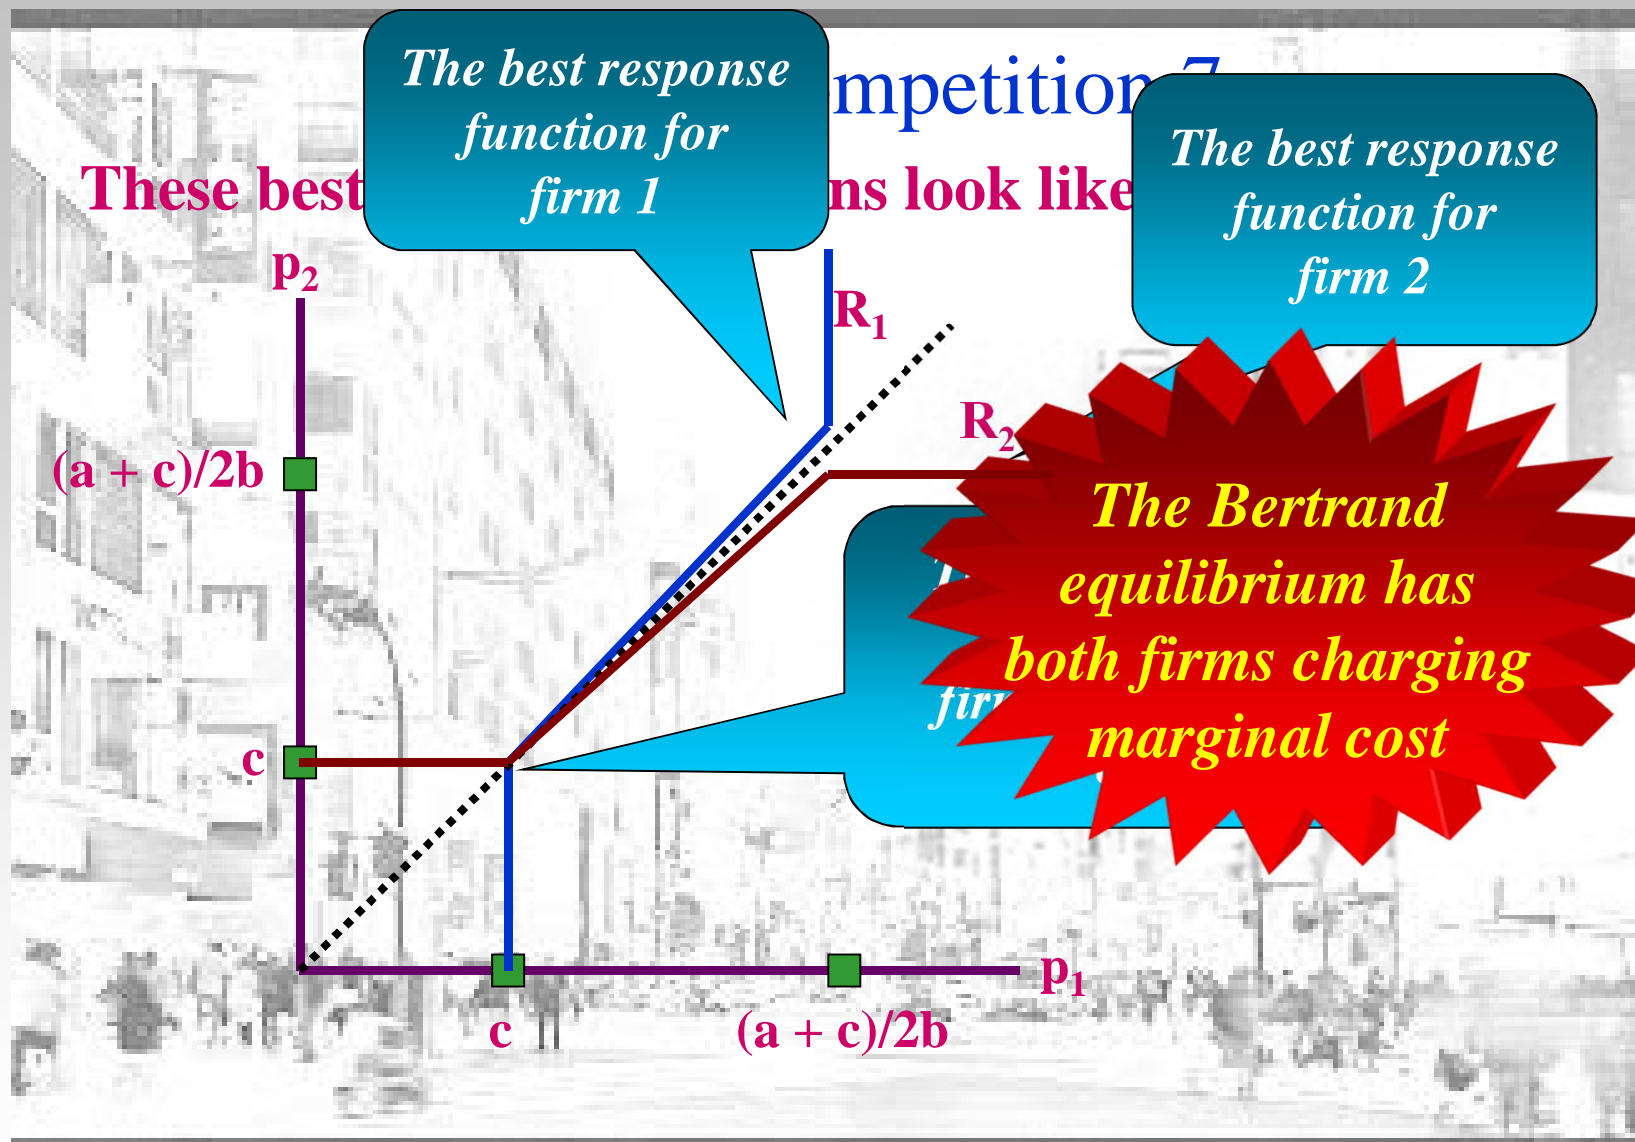 The best response
function for
firm 1
mpetition 7
The best response
function for
firm 2
These best
ns look like
p₂
R₁
R₂
(a + c)/2b
The Bertrand
equilibrium has
both firms charging
marginal cost
c
p₁
c
(a + c)/2b